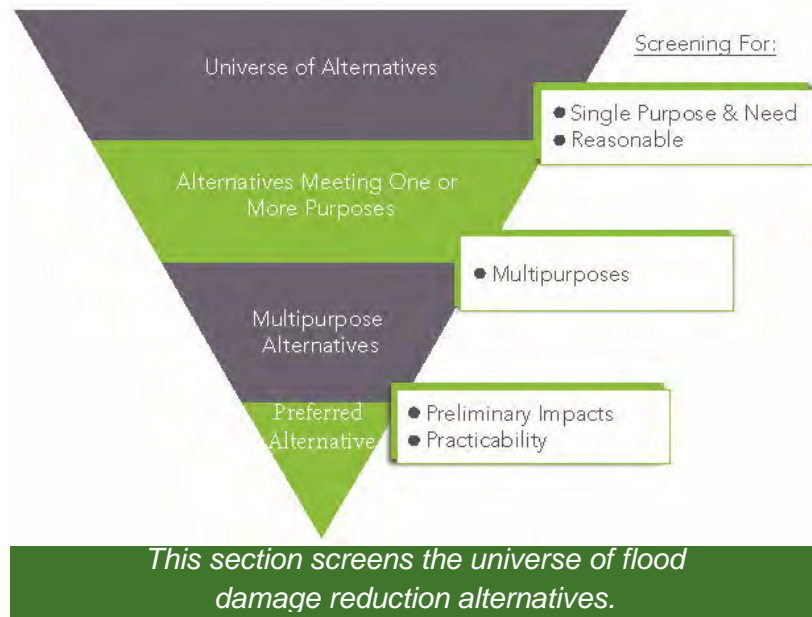 Screening For:
Universe of Alternatives
● Single Purpose & Need
● Reasonable
Alternatives Meeting One or
More Purposes
● Multipurposes
Multipurpose
Alternatives
Preferred
Alternative
● Preliminary Impacts
● Practicability
This section screens the universe of flood
damage reduction alternatives.